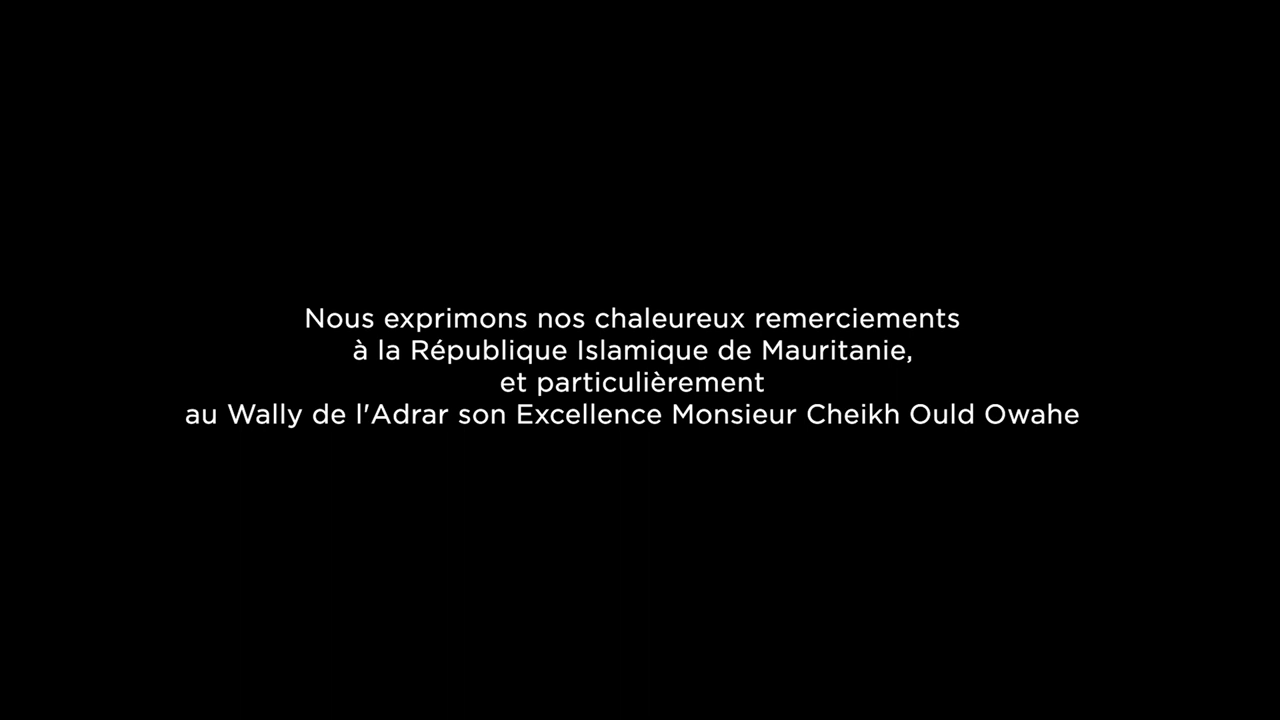 Nous exprimons nos chaleureux remerciements
à la République Islamique de Mauritanie,
et particulièrement
au Wally de l'Adrar son Excellence Monsieur Cheikh Ould Owahe